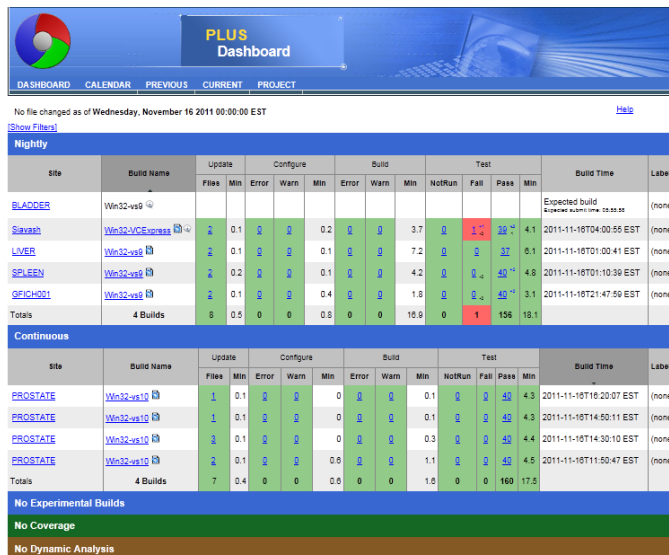 PLUS
Dashboard
DASHBOARD CALENDAR PREVIOUS CURRENT PROJECT
No file changed as of Wednesday, November 16 2011 00:00:00 EST Help
[Show Filters]
Nightly
Site Build Name Update Configure Build Test Build Time Labe
Files Min Error Warn Min Error Warn Min NotRun Fail Pass Min
BLADDER Win32-vs9 Expected build
Expected submit time:
Siavash Win32-VCExpress 2 0.1 0 0 0.2 0 0 3.7 0 1 39 4.1 2011-11-16T04:00:55 EST (none
LIVER Win32-vs9 2 0.1 0 0 0.1 0 0 7.2 0 0 37 6.1 2011-11-16T01:00:41 EST (none
SPLEEN Win32-vs9 2 0.2 0 0 0.1 0 0 4.2 0 0 40 4.8 2011-11-16T01:10:39 EST (none
GFICH001 Win32-vs9 2 0.1 0 0 0.4 0 0 1.8 0 0 40 3.1 2011-11-16T21:47:59 EST (none
Totals 4 Builds 8 0.5 0 0 0.8 0 0 16.9 0 1 156 18.1
Continuous
Site Build Name Update Configure Build Test Build Time Labe
Files Min Error Warn Min Error Warn Min NotRun Fail Pass Min
PROSTATE Win32-vs10 1 0.1 0 0 0 0 0 0.1 0 0 40 4.3 2011-11-16T16:20:07 EST (none
PROSTATE Win32-vs10 1 0.1 0 0 0 0 0 0.1 0 0 40 4.3 2011-11-16T14:50:11 EST (none
PROSTATE Win32-vs10 3 0.1 0 0 0 0 0 0.3 0 0 40 4.4 2011-11-16T14:30:10 EST (none
PROSTATE Win32-vs10 2 0.1 0 0 0.6 0 0 1.1 0 0 40 4.5 2011-11-16T11:50:47 EST (none
Totals 4 Builds 7 0.4 0 0 0.6 0 0 1.6 0 0 160 17.5
No Experimental Builds
No Coverage
No Dynamic Analysis